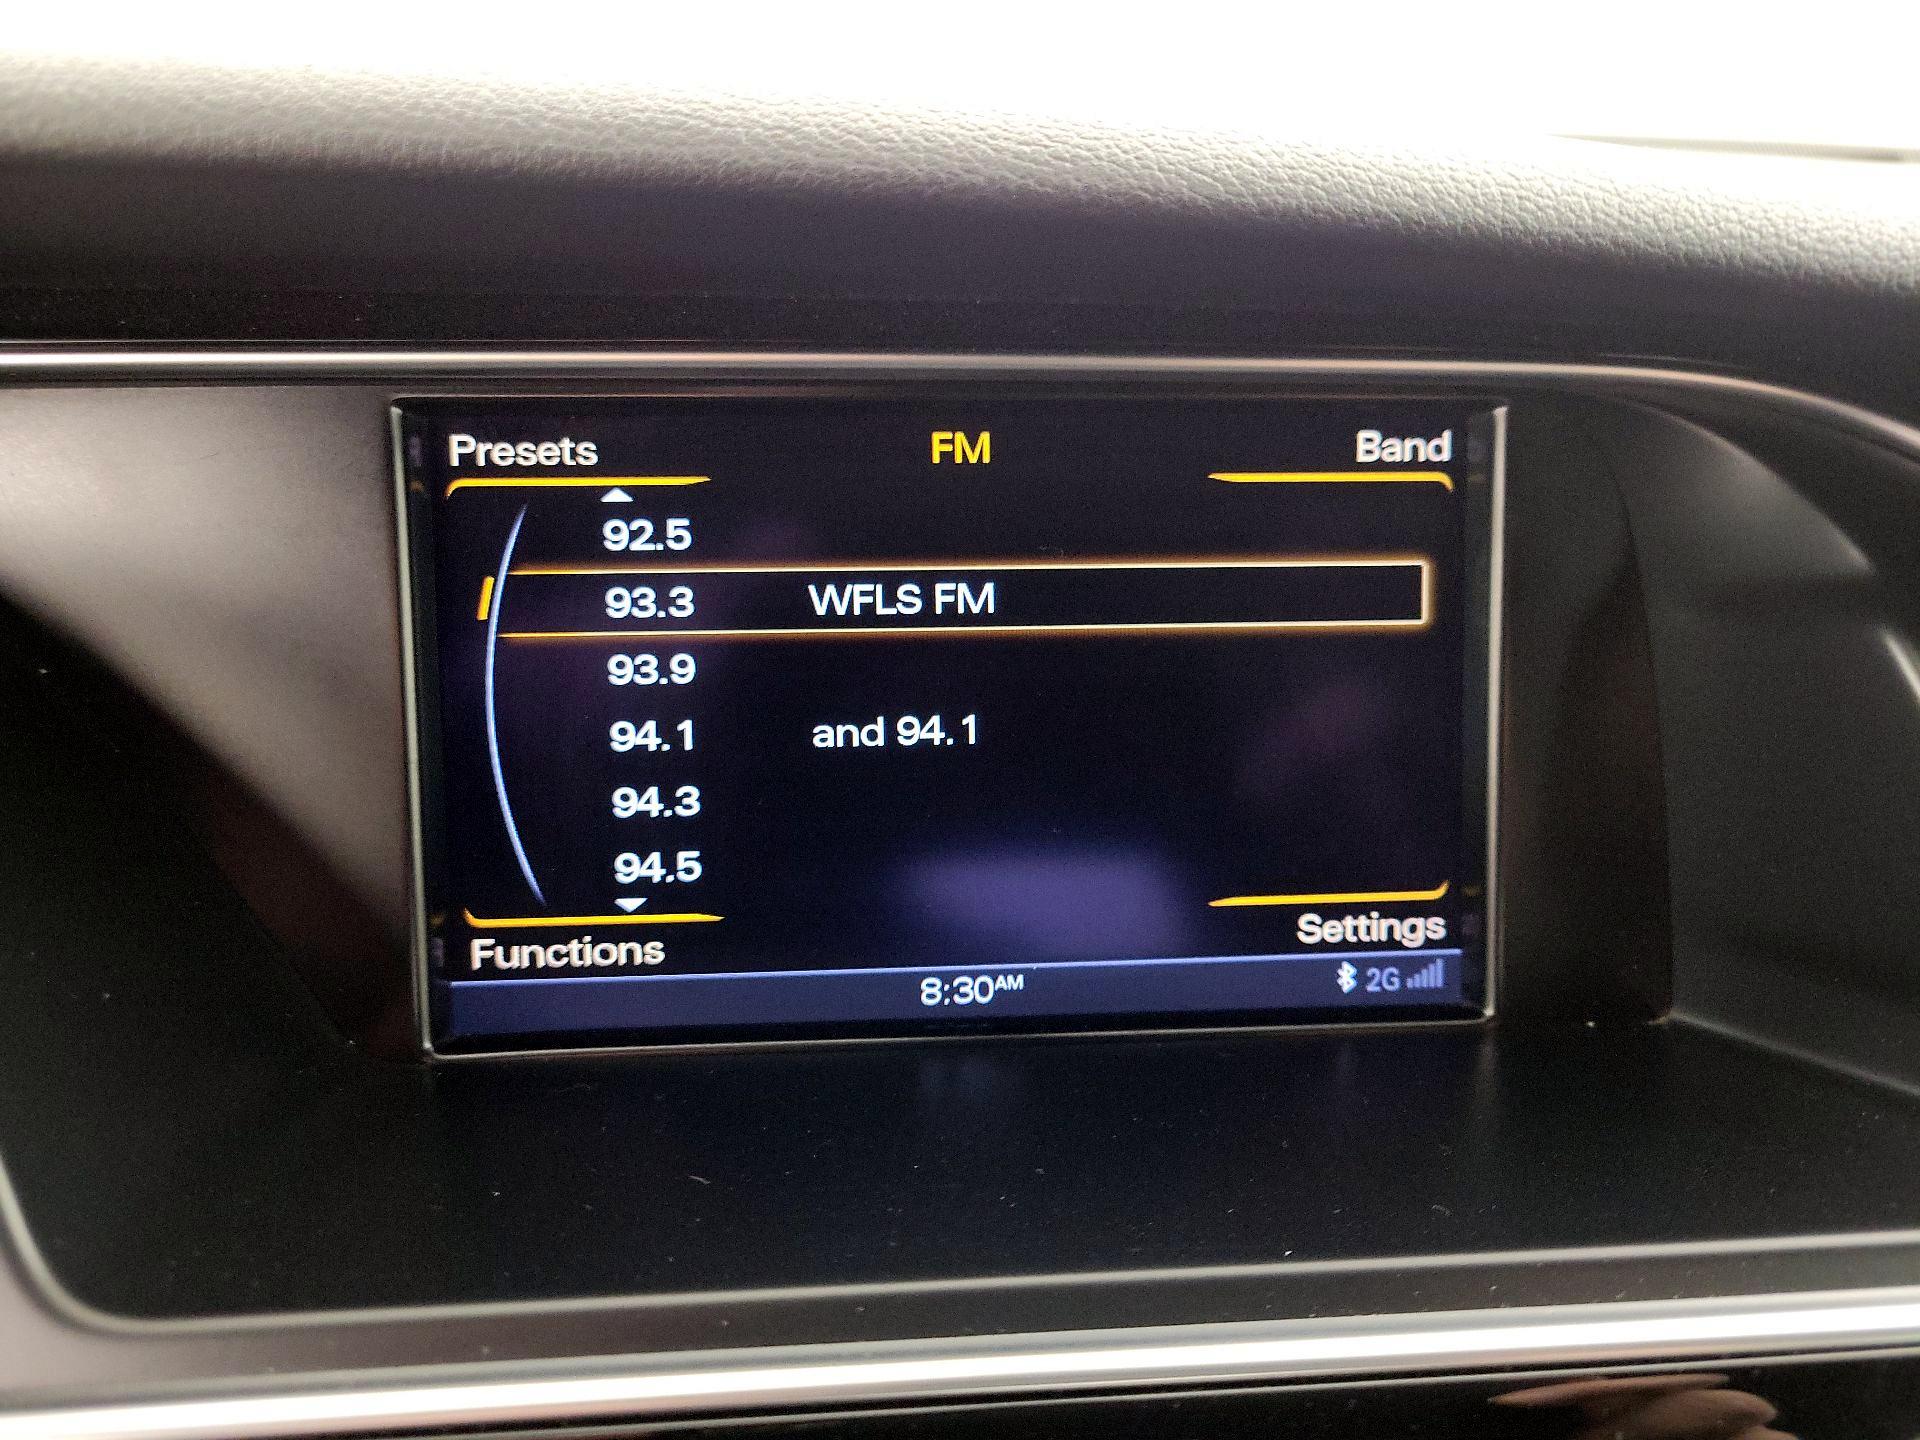 Presets FM Band
92.5
93.3 WFLS FM
93.9
94.1 and 94.1
94.3
94.5
Functions Settings
8:30AM 2G